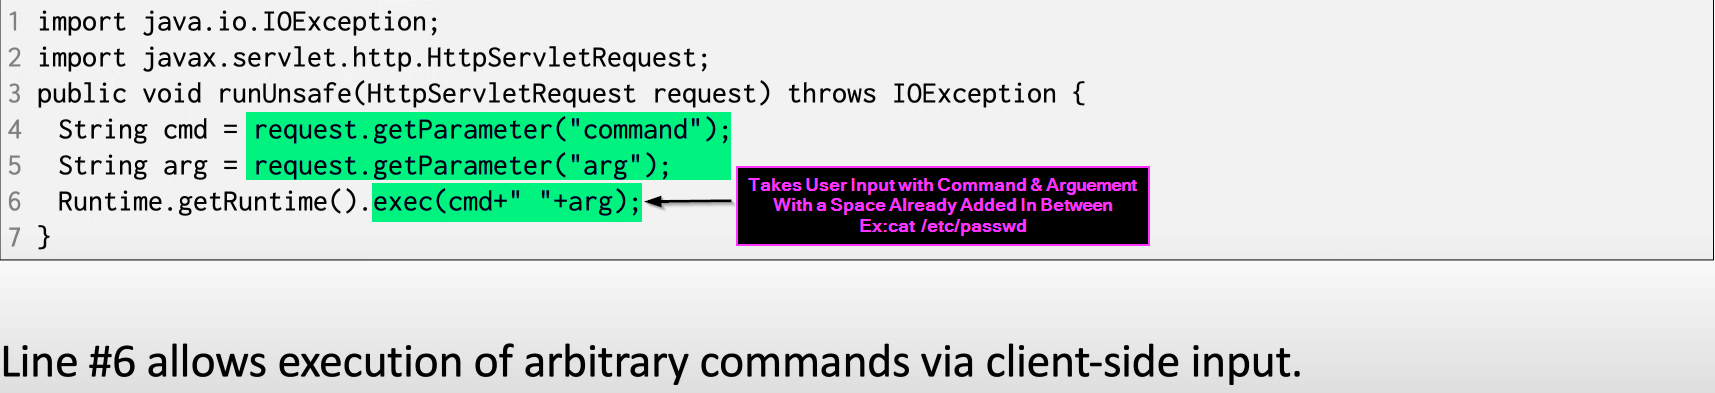 1 import java.io.IOException;
2 import javax.servlet.http.HttpServletRequest;
3 public void runUnsafe(HttpServletRequest request) throws IOException {
4 String cmd = request.getParameter("command");
5 String arg = request.getParameter("arg");
6 Runtime.getRuntime().exec(cmd+" "+arg);
7 }
Takes User Input with Command & Arguement
With a Space Already Added In Between
Ex:cat /etc/passwd
Line #6 allows execution of arbitrary commands via client-side input.